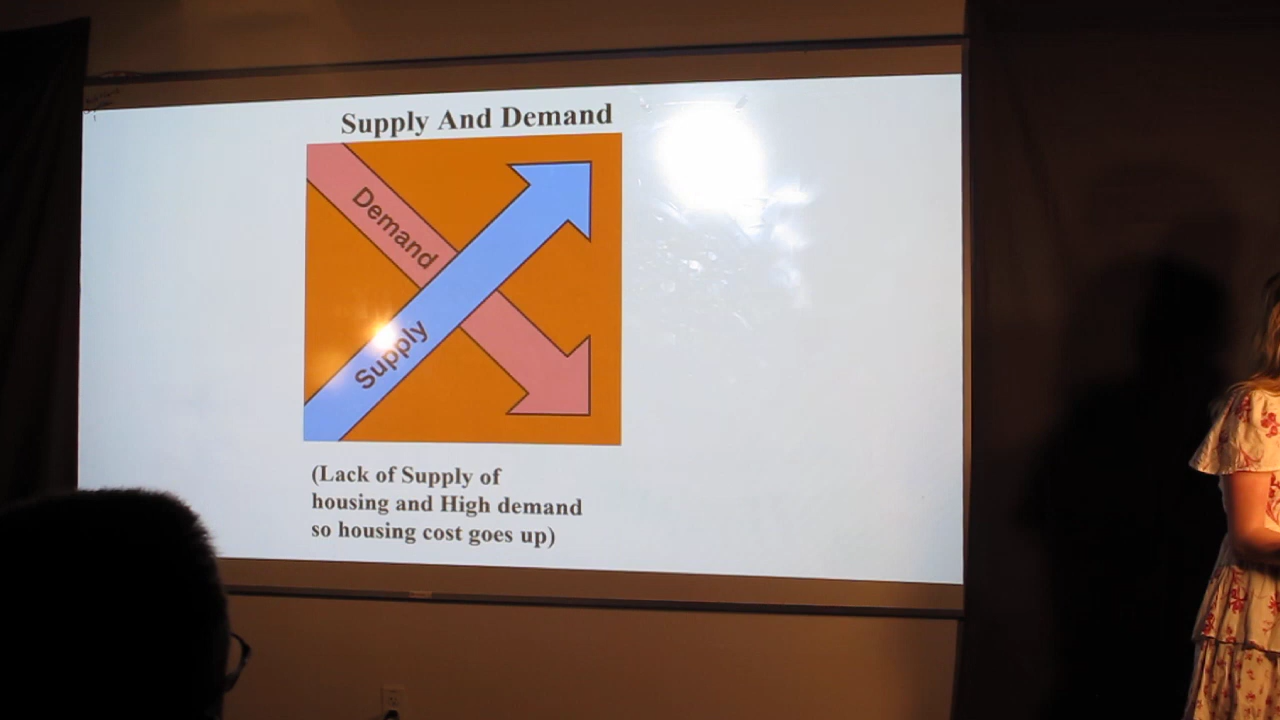 Supply And Demand
Demand
Supply
(Lack of Supply of
housing and High demand
so housing cost goes up)